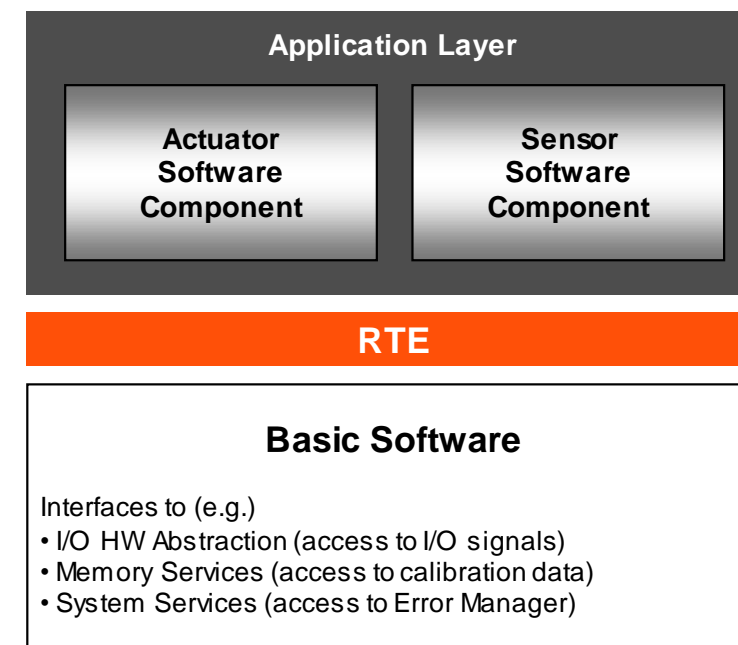 Application Layer
Actuator
Software
Component
Sensor
Software
Component
RTE
Basic Software
Interfaces to (e.g.)
• I/O HW Abstraction (access to I/O signals)
• Memory Services (access to calibration data)
• System Services (access to Error Manager)